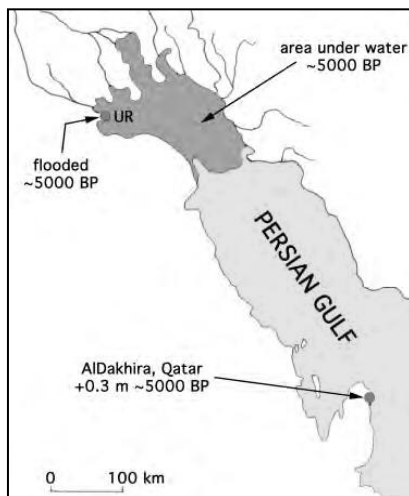 area under water
~5000 BP
UR
flooded
~5000 BP
PERSIAN GULF
AlDakhira, Qatar
+0.3 m ~5000 BP
0 100 km